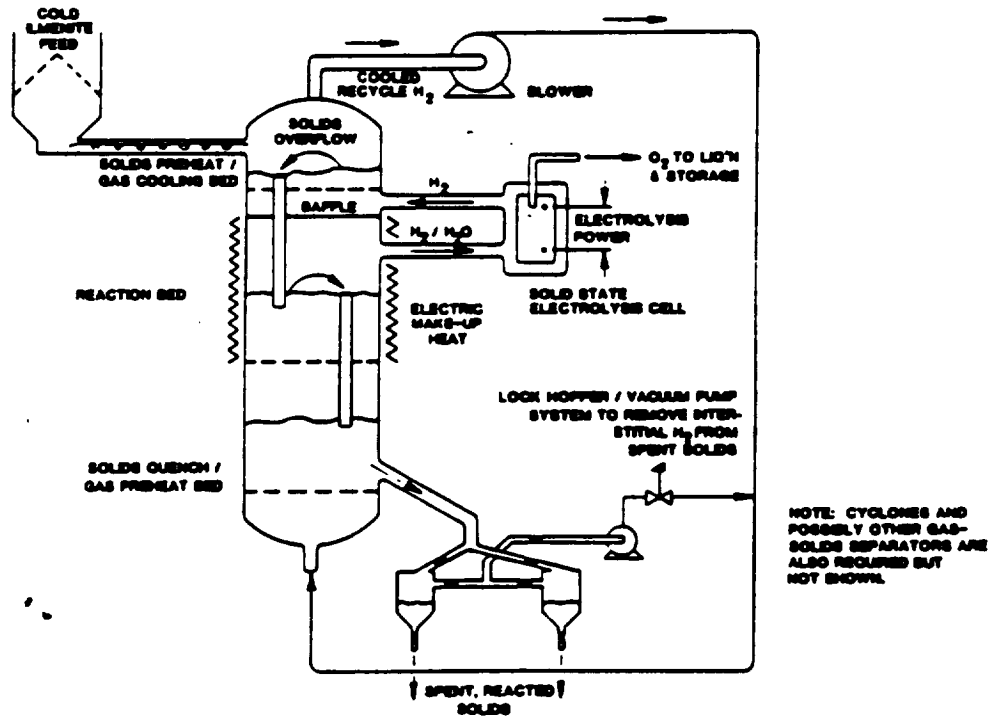 COLD
ILMENITE
FEED
COOLED
RECYCLE H2
BLOWER
SOLIDS
OVERFLOW
SOLIDS PREHEAT /
GAS COOLING BED
H2
BAFFLE
H2 / H2O
O2 TO LIQ'N
& STORAGE
ELECTROLYSIS
POWER
SOLID STATE
ELECTROLYSIS CELL
REACTION BED
ELECTRIC
MAKE-UP
HEAT
LOCK HOPPER / VACUUM PUMP
SYSTEM TO REMOVE INTER-
STITIAL H2 FROM
SPENT SOLIDS
SOLIDS QUENCH /
GAS PREHEAT BED
NOTE: CYCLONES AND
POSSIBLY OTHER GAS-
SOLIDS SEPARATORS ARE
ALSO REQUIRED BUT
NOT SHOWN.
SPENT, REACTED
SOLIDS